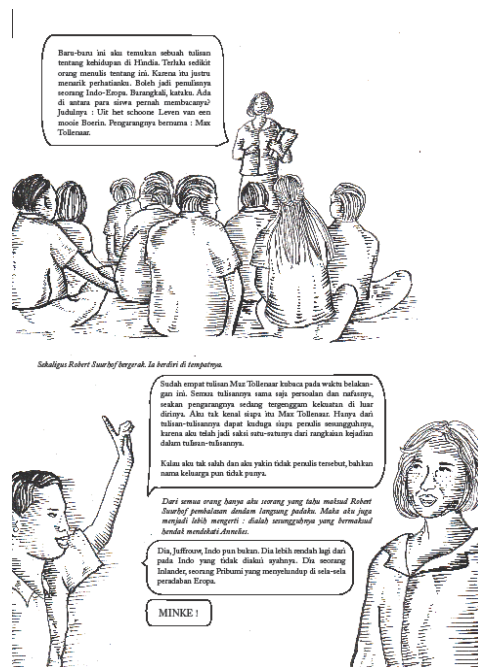 Baru-baru ini aku temukan sebuah tulisan
tentang kehidupan di Hindia. Terlalu sedikit
orang menulis tentang ini. Karena itu justru
menarik perhatianku. Boleh jadi penulisnya
seorang Indo-Eropa. Barangkali, kataku. Ada
di antara para siswa pernah membacanya?
Judulnya : Uit het schoone Leven van een
mooie Boerin. Pengarangnya bernama : Max
Tollenaar.
Sekaligus Robert Suurhof bergerak. Ia berdiri di tempatnya.
Sudah empat tulisan Max Tollenaar kubaca pada waktu belakan-
gan ini. Semua tulisannya sama saja persoalan dan nafasnya,
seakan pengarangnya sedang tergenggam kekuatan di luar
dirinya. Aku tak kenal siapa itu Max Tollenaar. Hanya dari
tulisan-tulisannya dapat kuduga siapa penulis sesungguhnya,
karena aku telah jadi saksi satu-satunya dari rangkaian kejadian
dalam tulisan-tulisannya.
Kalau aku tak salah dan aku yakin tidak penulis tersebut, bahkan
nama keluarga pun tidak punya.
Dari semua orang hanya aku seorang yang tahu maksud Robert
Suurhof pembalasan dendam langsung padaku. Maka aku juga
menjadi lebih mengerti : dialah sesungguhnya yang bermaksud
hendak mendekati Annelies.
Dia, Juffrouw, Indo pun bukan. Dia lebih rendah lagi dari
pada Indo yang tidak diakui ayahnya. Dia seorang
Inlander, seorang Pribumi yang menyelundup di sela-sela
peradaban Eropa.
MINKE !